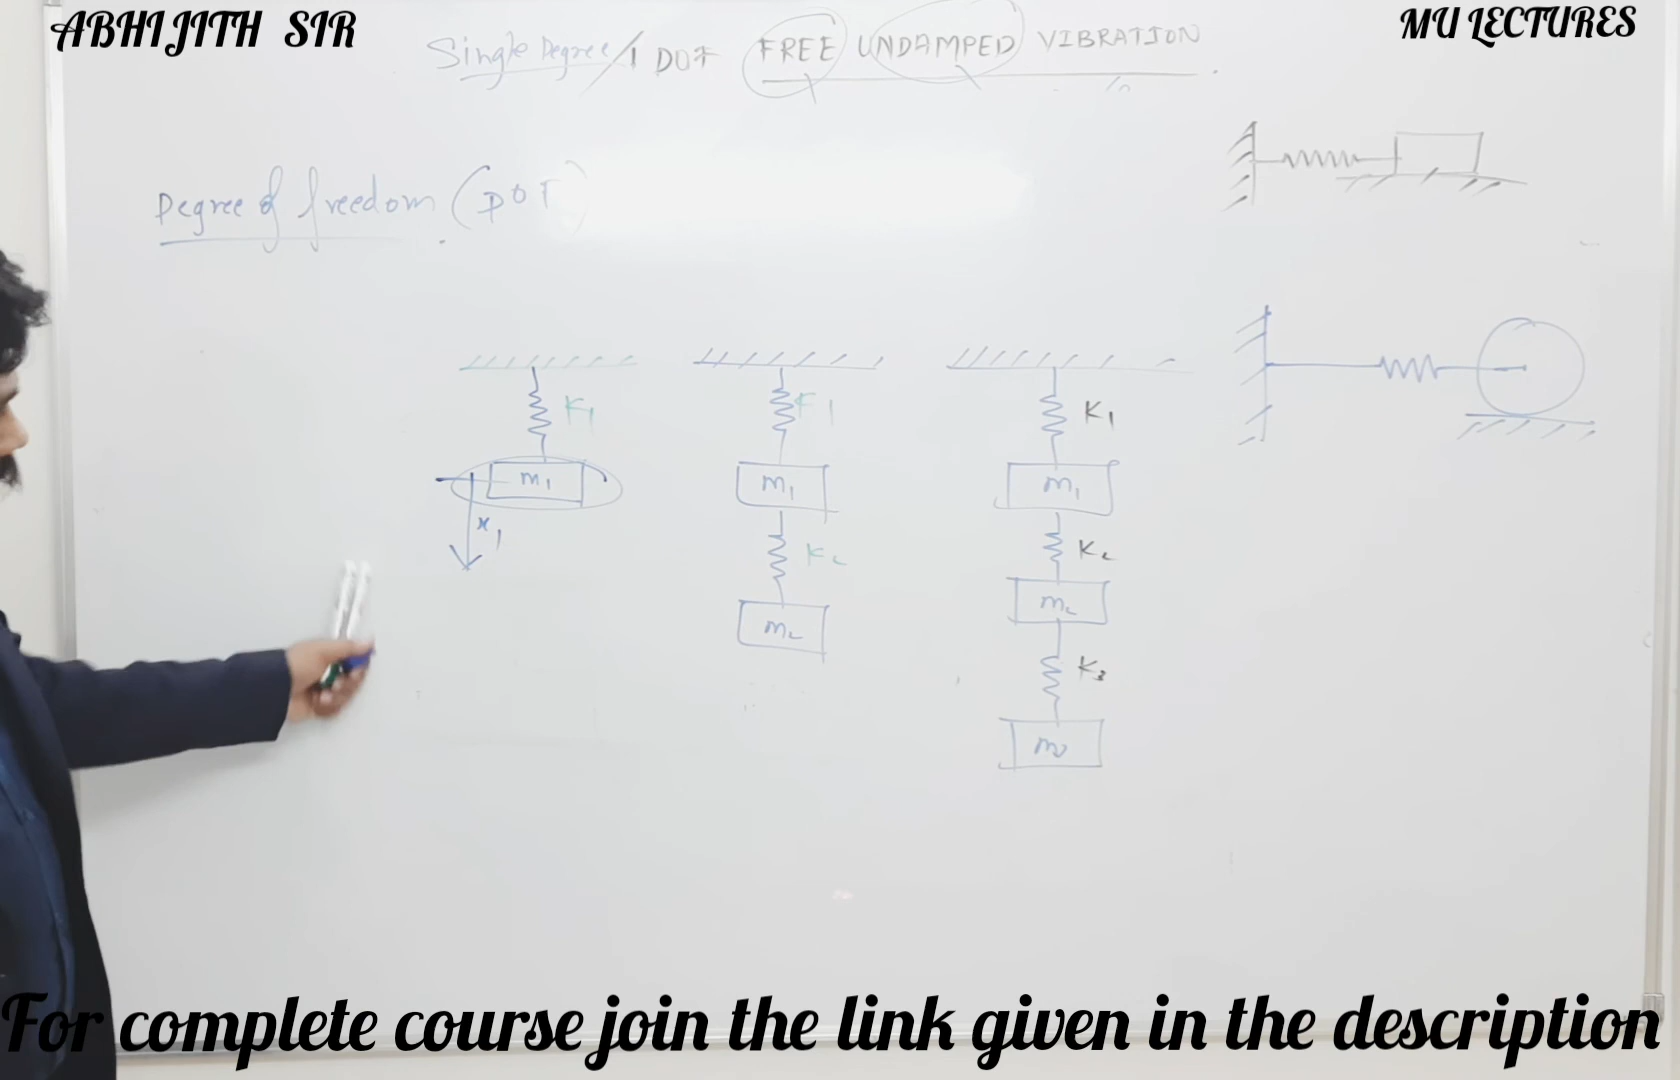 ABHIJITH SIR
MU LECTURES
Single Degree / 1 DOF FREE UNDAMPED VIBRATION
Degree of freedom (DOF)
K1
m1
x1
K1
m1
K2
m2
K1
m1
K2
m2
K3
For complete course join the link given in the description